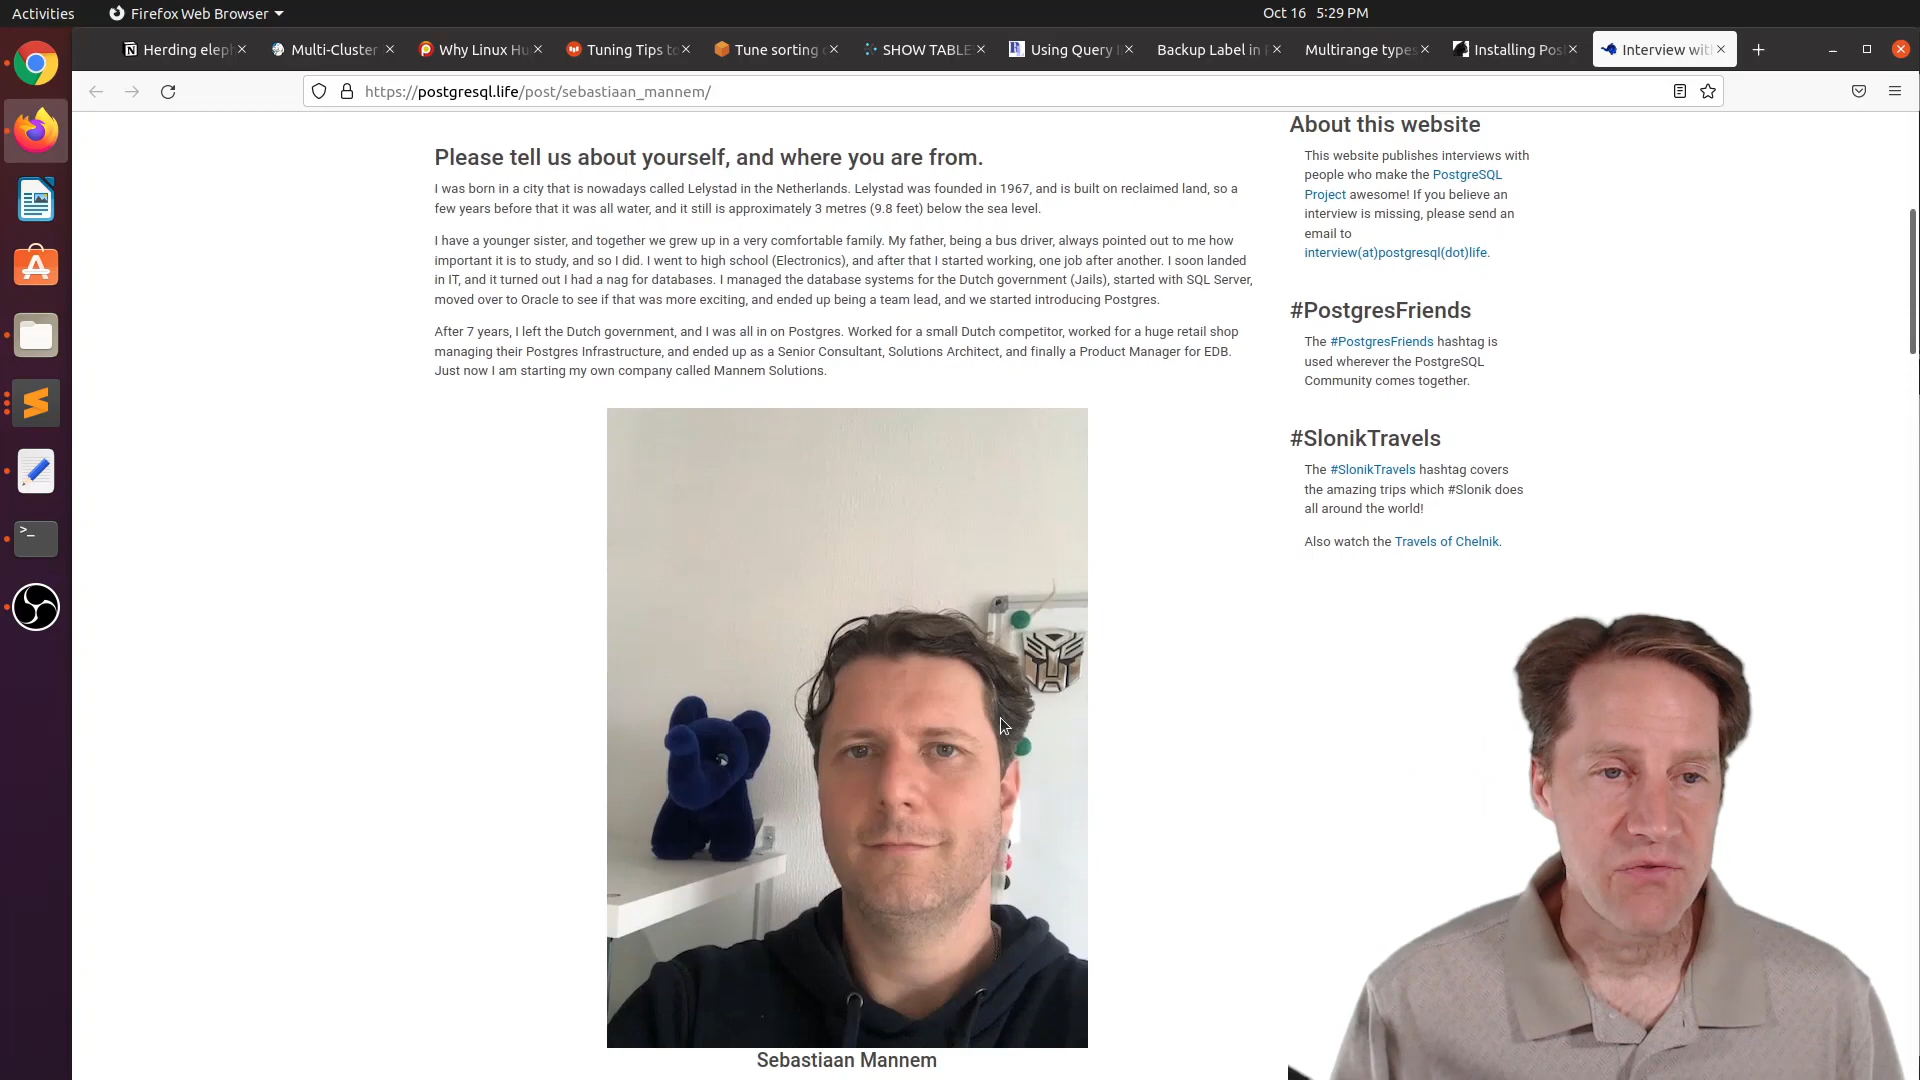 Activities
Firefox Web Browser
Oct 16 5:29 PM
Herding elep
Multi-Cluster
Why Linux Hu
Tuning Tips to
Tune sorting
SHOW TABLE
Using Query
Backup Label in
Multirange types
Installing Pos
Interview wit
https://postgresql.life/post/sebastiaan_mannem/
Please tell us about yourself, and where you are from.
I was born in a city that is nowadays called Lelystad in the Netherlands. Lelystad was founded in 1967, and is built on reclaimed land, so a
few years before that it was all water, and it still is approximately 3 metres (9.8 feet) below the sea level.
I have a younger sister, and together we grew up in a very comfortable family. My father, being a bus driver, always pointed out to me how
important it is to study, and so I did. I went to high school (Electronics), and after that I started working, one job after another. I soon landed
in IT, and it turned out I had a nag for databases. I managed the database systems for the Dutch government (Jails), started with SQL Server,
moved over to Oracle to see if that was more exciting, and ended up being a team lead, and we started introducing Postgres.
After 7 years, I left the Dutch government, and I was all in on Postgres. Worked for a small Dutch competitor, worked for a huge retail shop
managing their Postgres Infrastructure, and ended up as a Senior Consultant, Solutions Architect, and finally a Product Manager for EDB.
Just now I am starting my own company called Mannem Solutions.
Sebastiaan Mannem
About this website
This website publishes interviews with
people who make the PostgreSQL
Project awesome! If you believe an
interview is missing, please send an
email to
interview(at)postgresql(dot)life.
#PostgresFriends
The #PostgresFriends hashtag is
used wherever the PostgreSQL
Community comes together.
#SlonikTravels
The #SlonikTravels hashtag covers
the amazing trips which #Slonik does
all around the world!
Also watch the Travels of Chelnik.